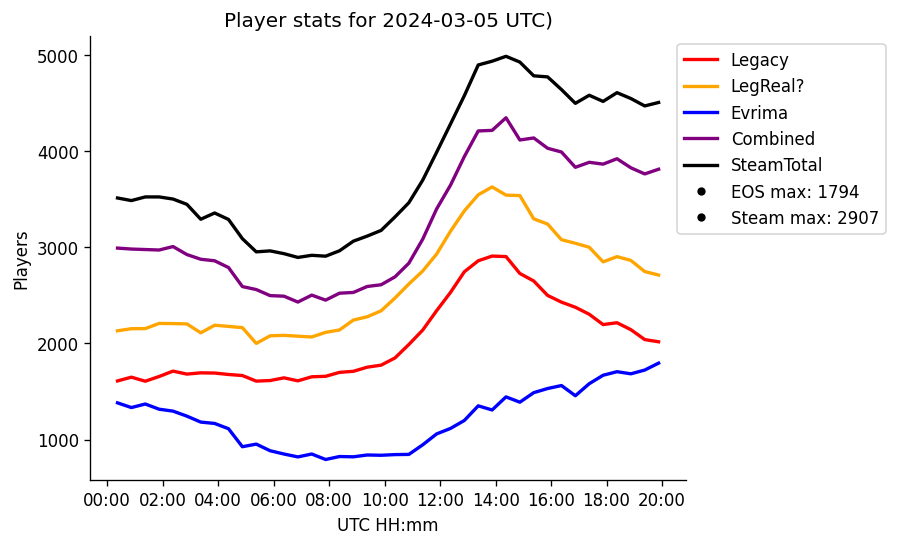 Player stats for 2024-03-05 UTC)
Players
5000
4000
3000
2000
1000
00:00 02:00 04:00 06:00 08:00 10:00 12:00 14:00 16:00 18:00 20:00
UTC HH:mm
Legacy
LegReal?
Evrima
Combined
SteamTotal
EOS max: 1794
Steam max: 2907